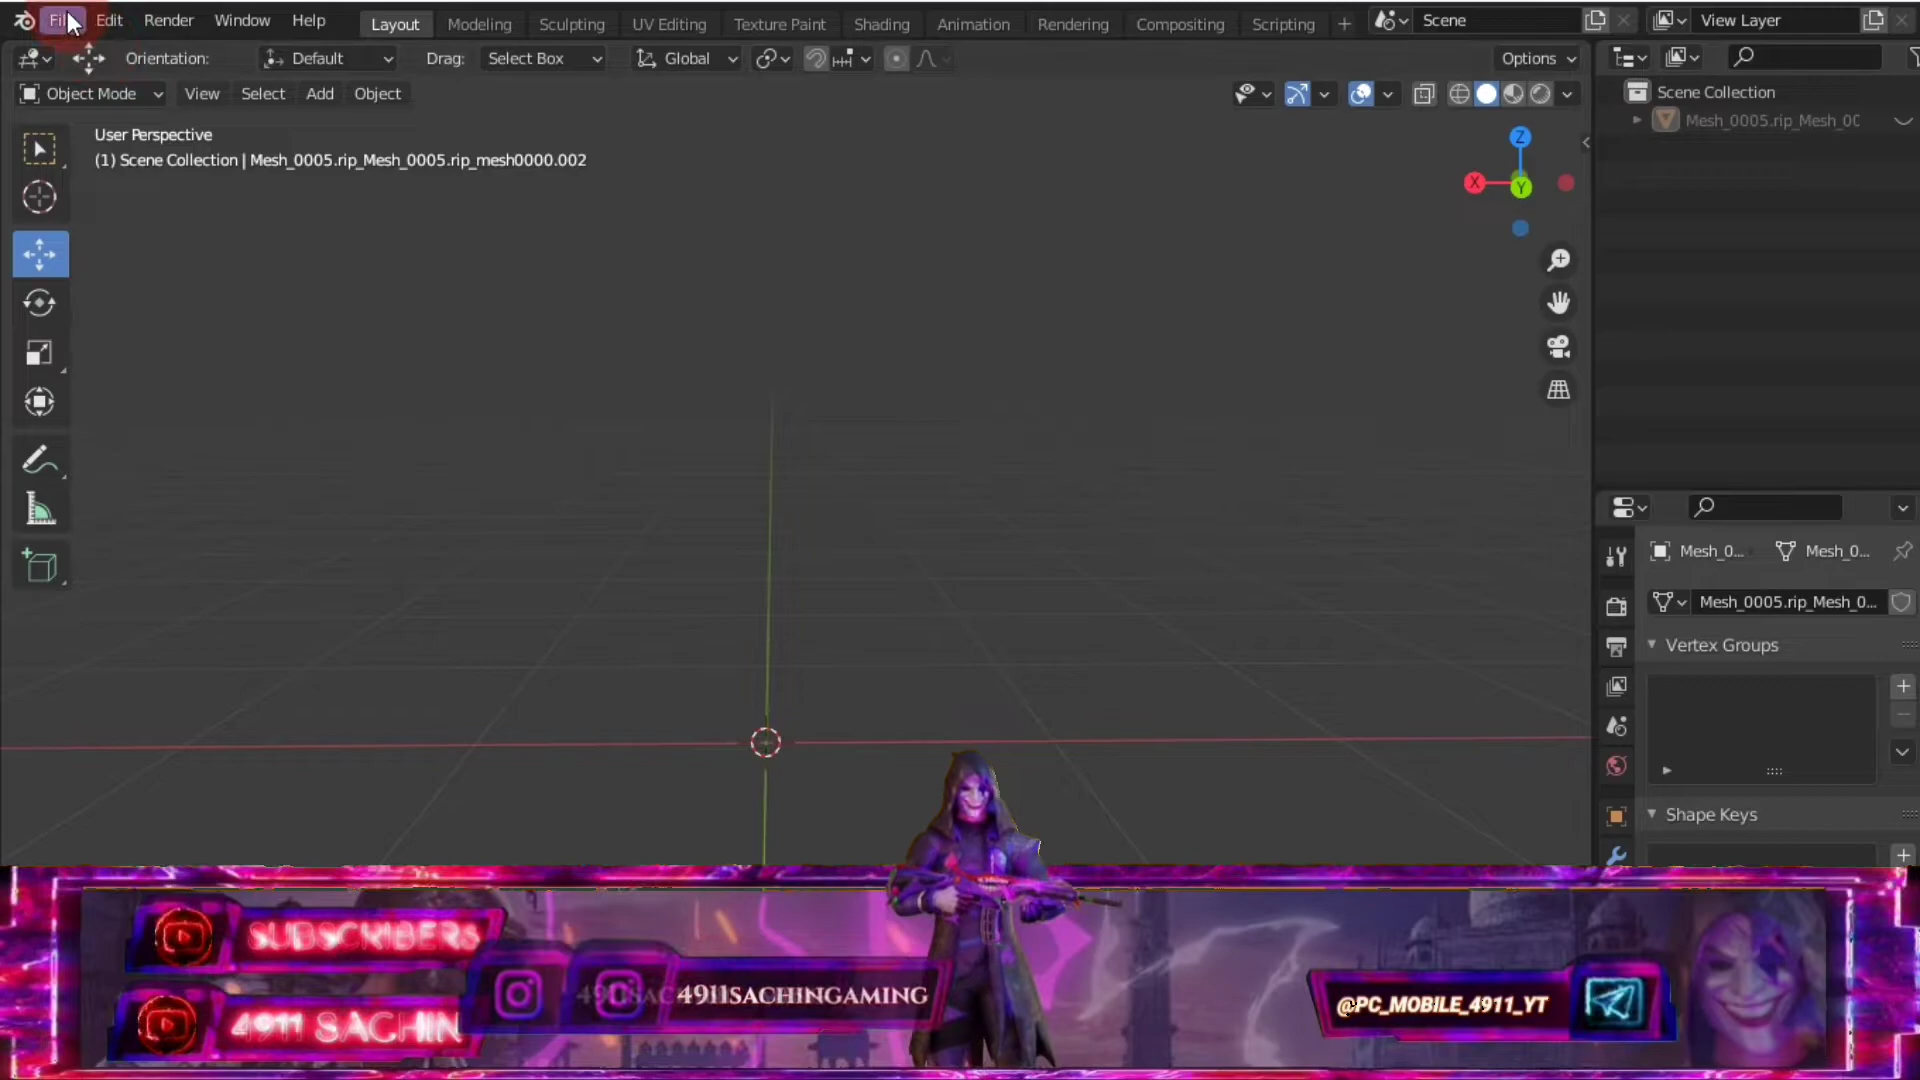 File Edit Render Window Help Layout Modeling Sculpting UV Editing Texture Paint Shading Animation Rendering Compositing Scripting + Scene View Layer
Orientation: Default Drag: Select Box Global Options
Object Mode View Select Add Object
Scene Collection
Mesh_0005.rip_Mesh_00
User Perspective
(1) Scene Collection | Mesh_0005.rip_Mesh_0005.rip_mesh0000.002
Z
X
Y
Mesh_0... Mesh_0...
Mesh_0005.rip_Mesh_0...
Vertex Groups
Shape Keys
SUBSCRIBERS
4911SACHINGAMING
@PC_MOBILE_4911_YT
4911 SACHIN